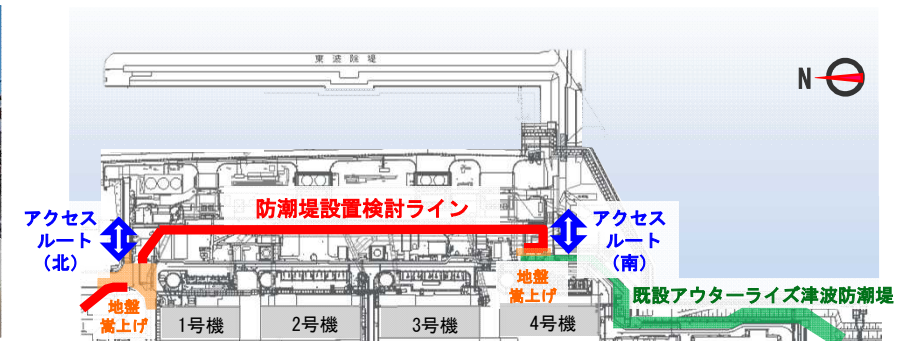 東波除堤
N
防潮堤設置検討ライン
アクセス
ルート
（北）
アクセス
ルート
（南）
地盤
嵩上げ
地盤
嵩上げ
既設アウターライズ津波防潮堤
1号機
2号機
3号機
4号機